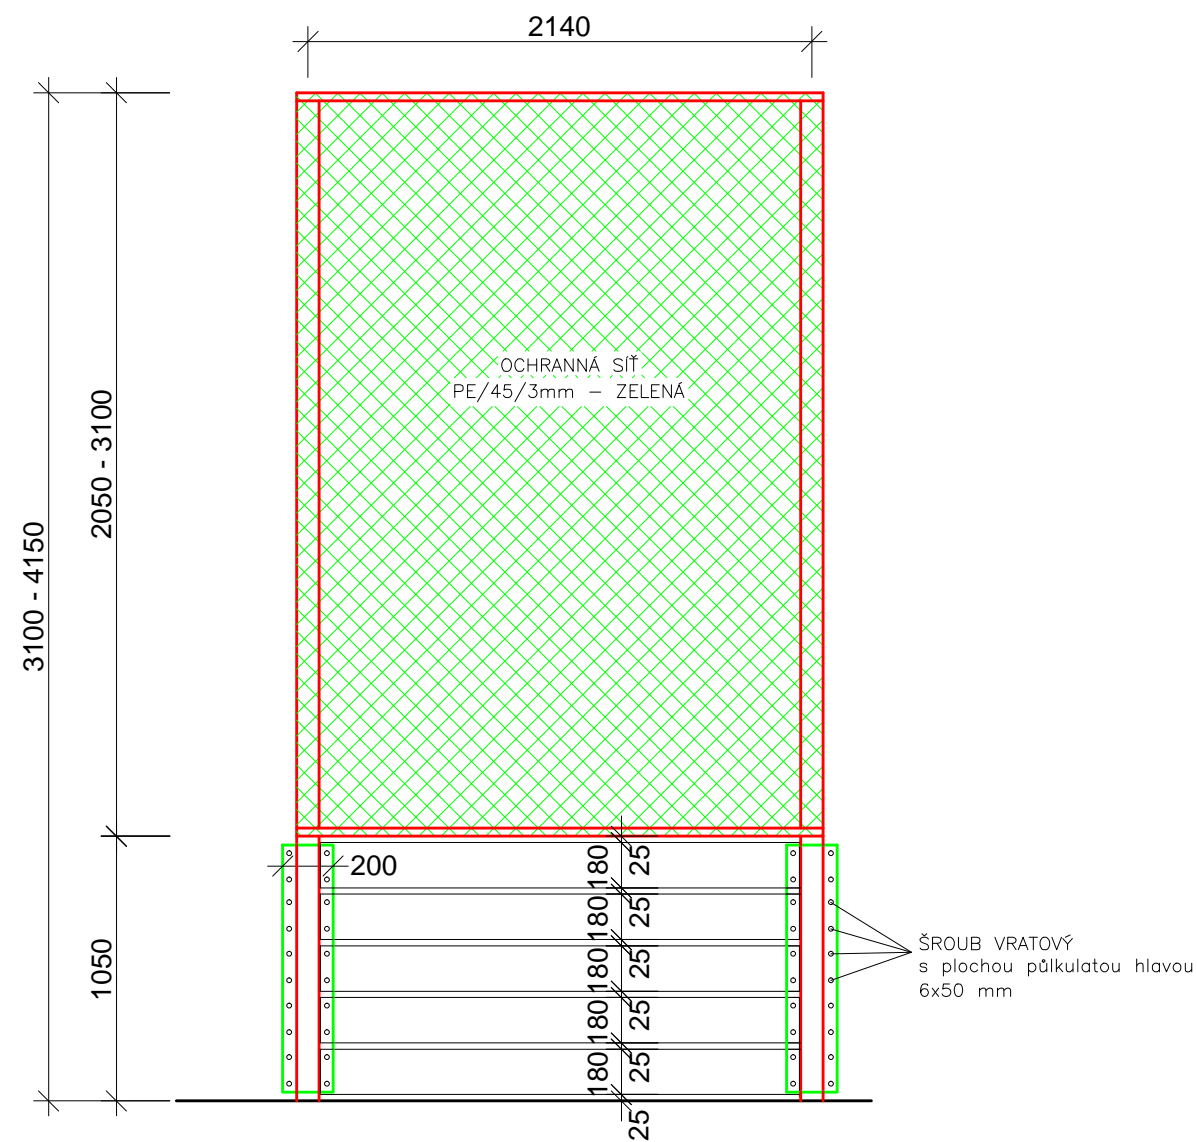 2140
OCHRANNÁ SÍŤ
PE/45/3mm – ZELENÁ
2050 - 3100
3100 - 4150
1050
200
180
25
180
25
180
25
180
25
180
25
25
ŠROUB VRATOVÝ
s plochou půlkulatou hlavou
6x50 mm